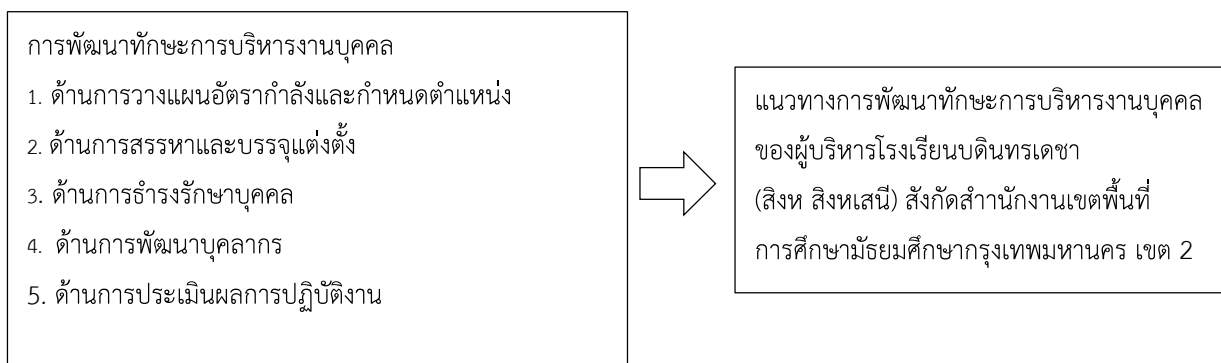 การพัฒนาทักษะการบริหารงานบุคคล
1. ด้านการวางแผนอัตรากำลังและกำหนดตำแหน่ง
2. ด้านการสรรหาและบรรจุแต่งตั้ง
3. ด้านการธำรงรักษาบุคคล
4. ด้านการพัฒนาบุคลากร
5. ด้านการประเมินผลการปฏิบัติงาน
แนวทางการพัฒนาทักษะการบริหารงานบุคคล
ของผู้บริหารโรงเรียนบดินทรเดชา
(สิงห สิงหเสนี) สังกัดสำานักงานเขตพื้นที่
การศึกษามัธยมศึกษากรุงเทพมหานคร เขต 2